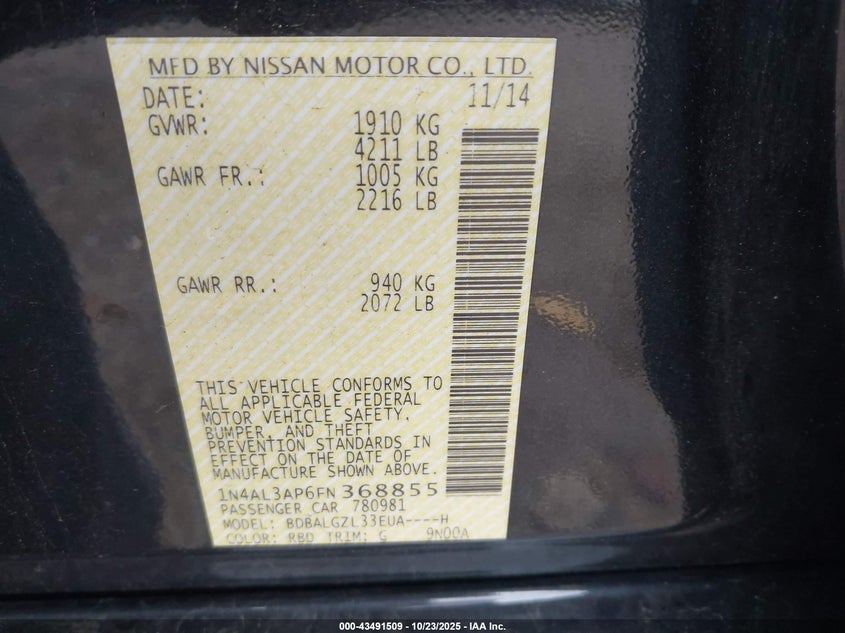 MFD BY NISSAN MOTOR CO., LTD.
DATE: 11/14
GVWR: 1910 KG
4211 LB
GAWR FR.: 1005 KG
2216 LB
GAWR RR.: 940 KG
2072 LB
THIS VEHICLE CONFORMS TO
ALL APPLICABLE FEDERAL
MOTOR VEHICLE SAFETY,
BUMPER, AND THEFT
PREVENTION STANDARDS IN
EFFECT ON THE DATE OF
MANUFACTURE SHOWN ABOVE.
1N4AL3AP6FN368855
PASSENGER CAR 780981
MODEL: BDBALGZL33EUA----H
COLOR: RBD TRIM: G 9N00A
000-43491509 - 10/23/2025 - IAA Inc.